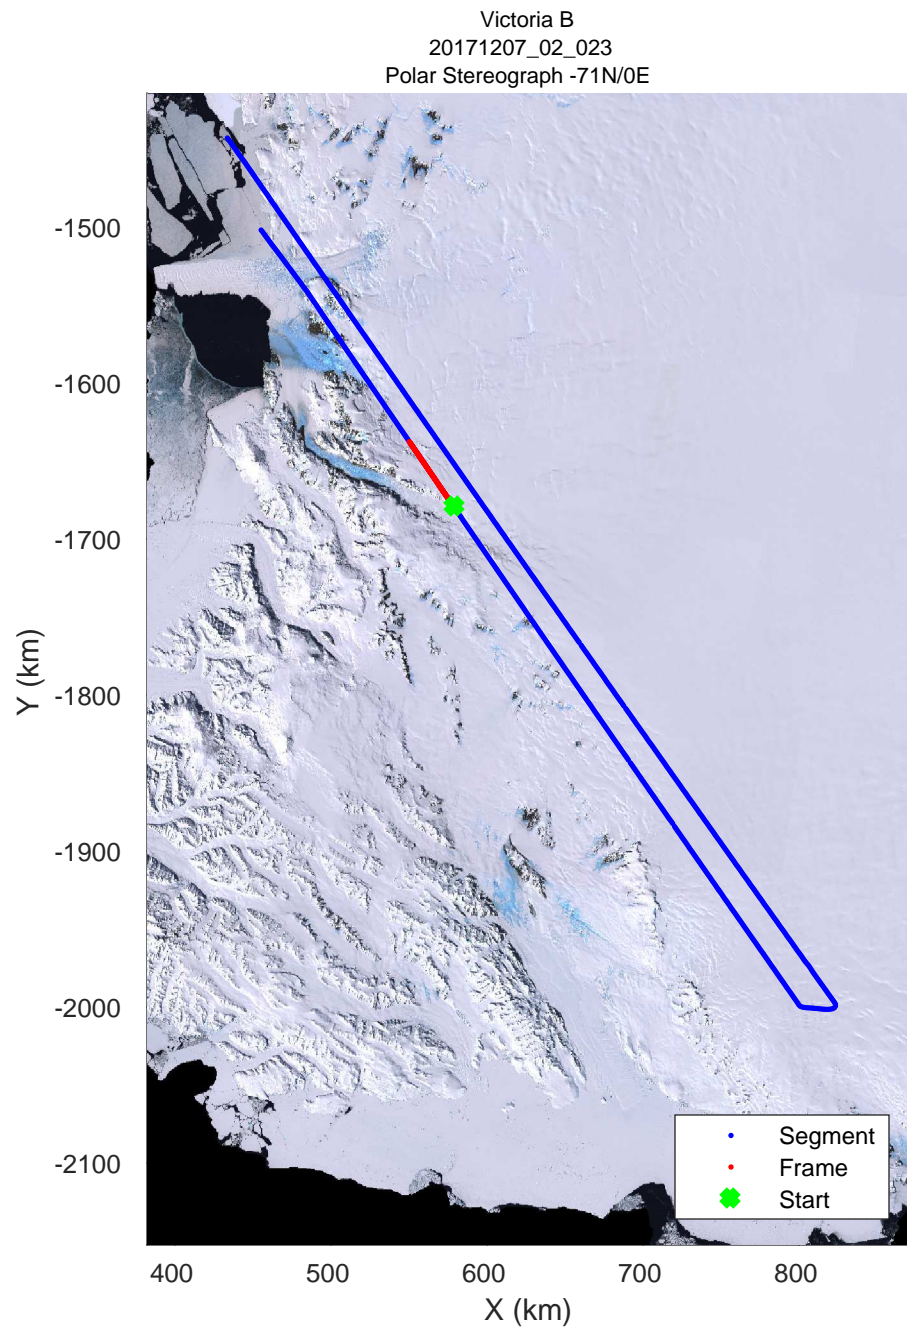 Victoria B
20171207_02_023
Polar Stereograph -71N/0E
-1500
-1600
-1700
-1800
-1900
-2000
-2100
Y (km)
400 500 600 700 800
X (km)
Segment
Frame
Start